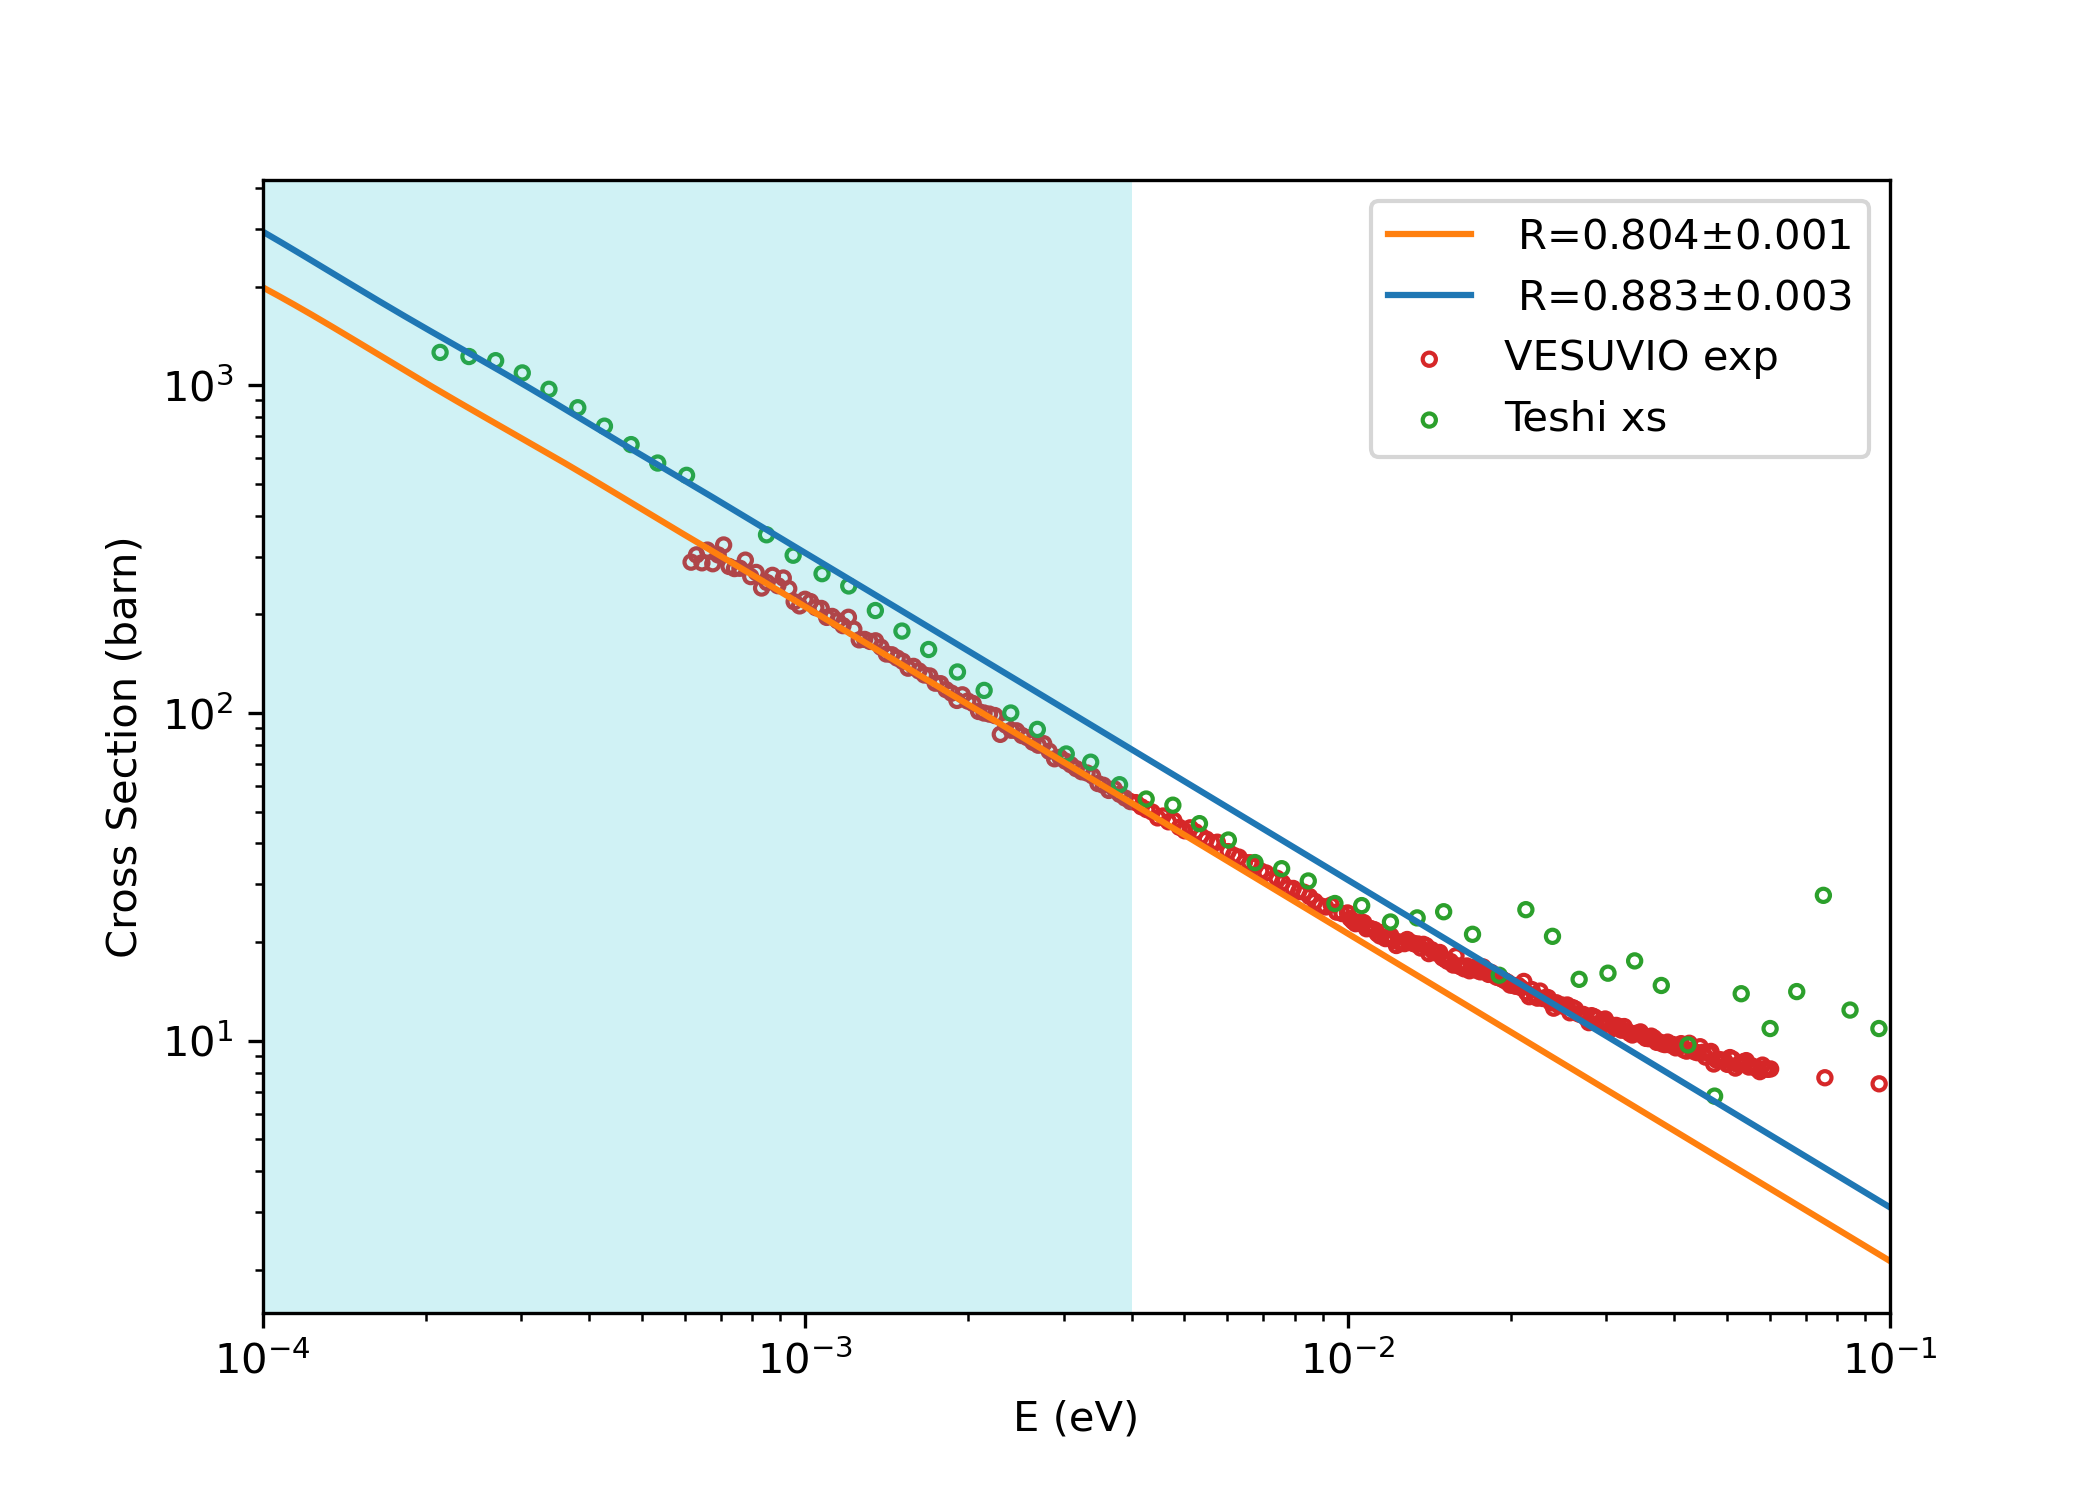 R=0.804±0.001
R=0.883±0.003
VESUVIO exp
Teshi xs
Cross Section (barn)
10³
10²
10¹
10⁻⁴ 10⁻³ 10⁻² 10⁻¹
E (eV)